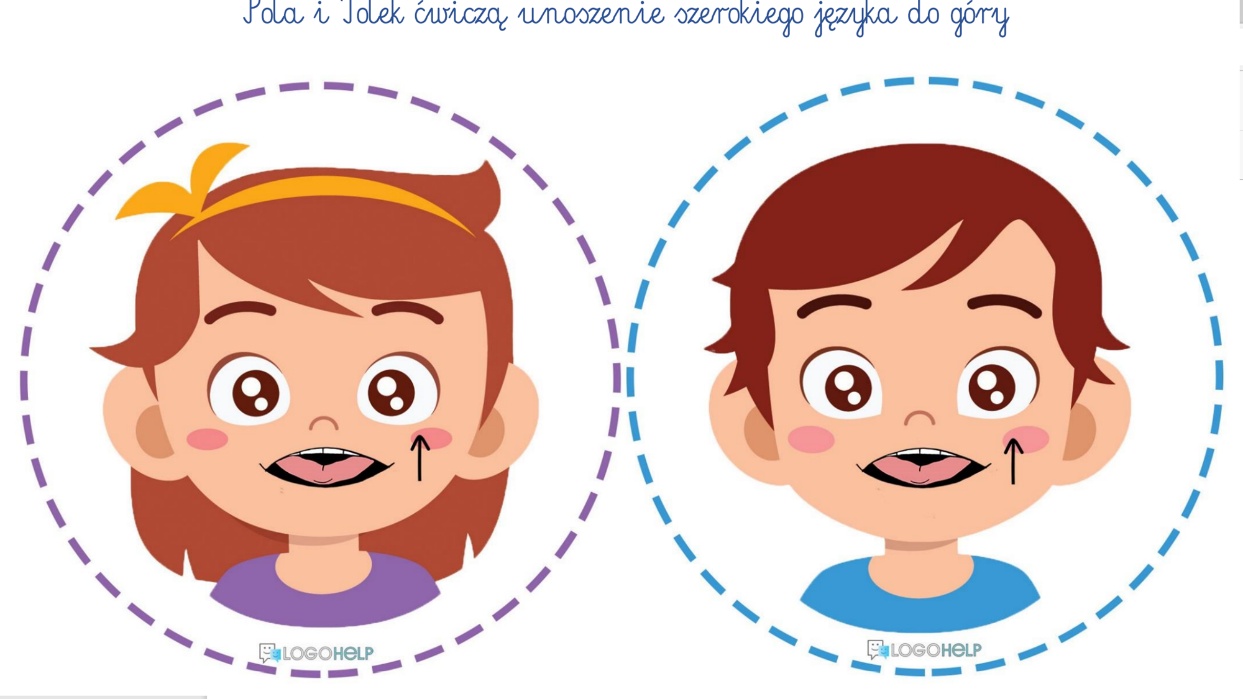 Pola i Tolek ćwiczą unoszenie szerokiego języka do góry
LOGOHELP
LOGOHELP